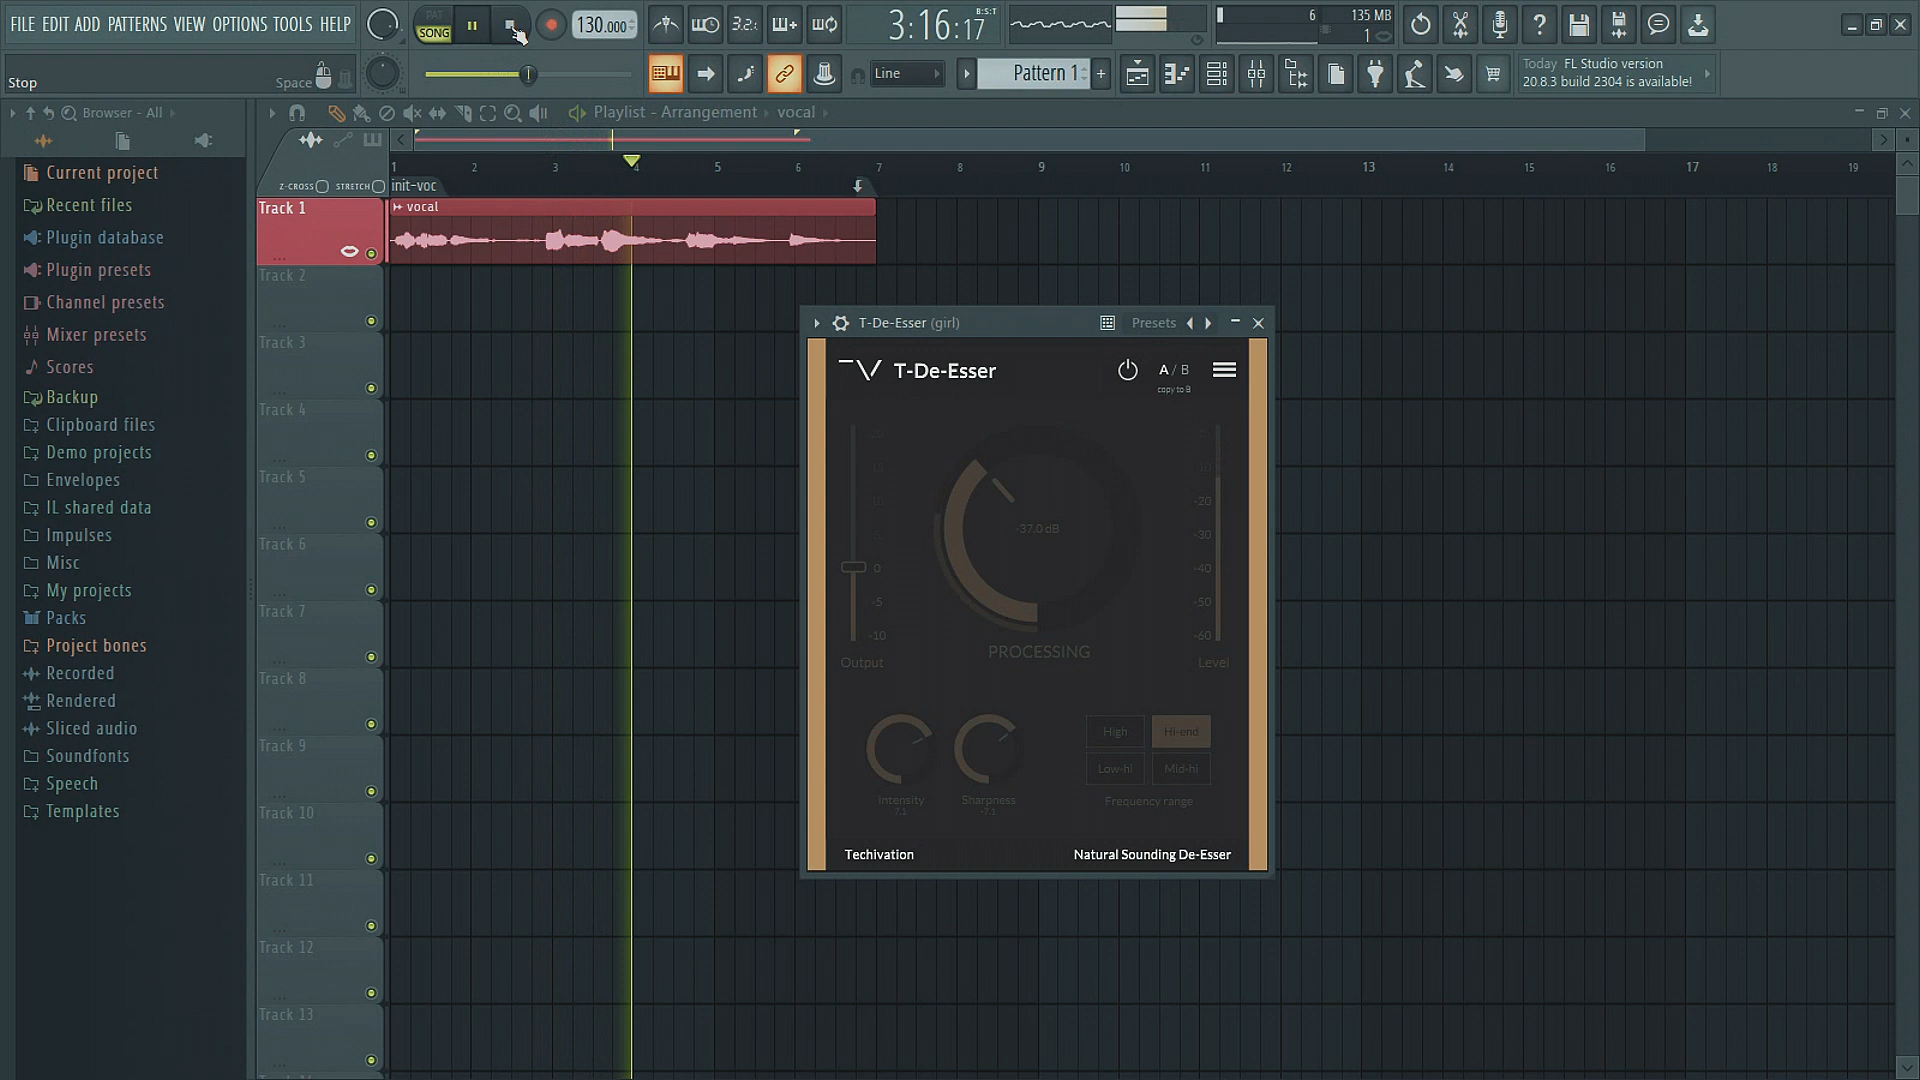 FILE EDIT ADD PATTERNS VIEW OPTIONS TOOLS HELP
PAT
SONG
130.000
3:16:17
B:S:T
6
135 MB
1
Stop
Space
Line
Pattern 1
Today FL Studio version
20.8.3 build 2304 is available!
Browser - All
Playlist - Arrangement
vocal
Z-CROSS
STRETCH
1 2 3 4 5 6 7 8 9 10 11 12 13 14 15 16 17 18 19
init-voc
vocal
Current project
Recent files
Plugin database
Plugin presets
Channel presets
Mixer presets
Scores
Backup
Clipboard files
Demo projects
Envelopes
IL shared data
Impulses
Misc
My projects
Packs
Project bones
Recorded
Rendered
Sliced audio
Soundfonts
Speech
Templates
Track 1
Track 2
Track 3
Track 4
Track 5
Track 6
Track 7
Track 8
Track 9
Track 10
Track 11
Track 12
Track 13
T-De-Esser (girl)
Presets
T-De-Esser
A / B
copy to B
-37.0 dB
0
-5
-10
-20
-30
-40
-50
-60
Output
PROCESSING
Level
High
Hi-end
Low-hi
Mid-hi
Intensity
7.1
Sharpness
-7.1
Frequency range
Techivation
Natural Sounding De-Esser